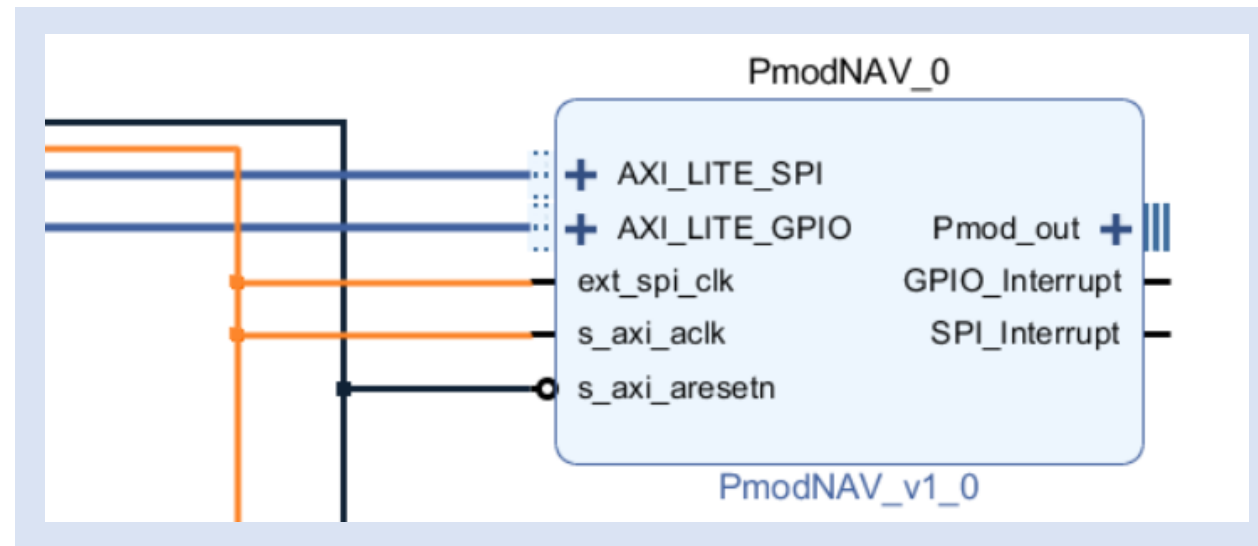 PmodNAV_0
AXI_LITE_SPI
AXI_LITE_GPIO
Pmod_out
ext_spi_clk
GPIO_Interrupt
s_axi_aclk
SPI_Interrupt
s_axi_aresetn
PmodNAV_v1_0